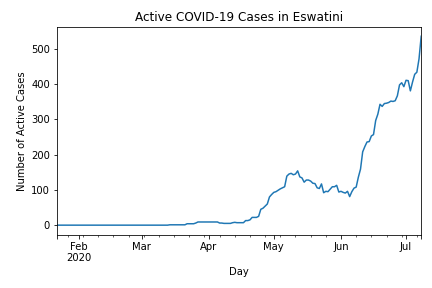 Active COVID-19 Cases in Eswatini
Number of Active Cases
500
400
300
200
100
0
Feb Mar Apr May Jun Jul
2020
Day